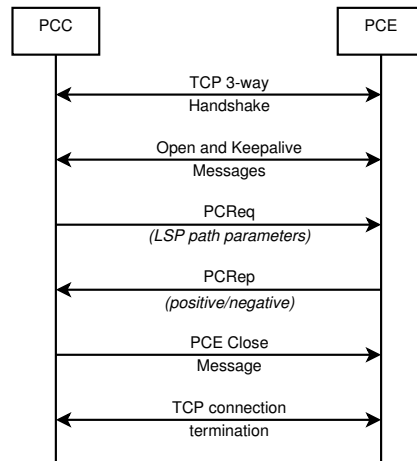 PCC
PCE
TCP 3-way
Handshake
Open and Keepalive
Messages
PCReq
(LSP path parameters)
PCRep
(positive/negative)
PCE Close
Message
TCP connection
termination